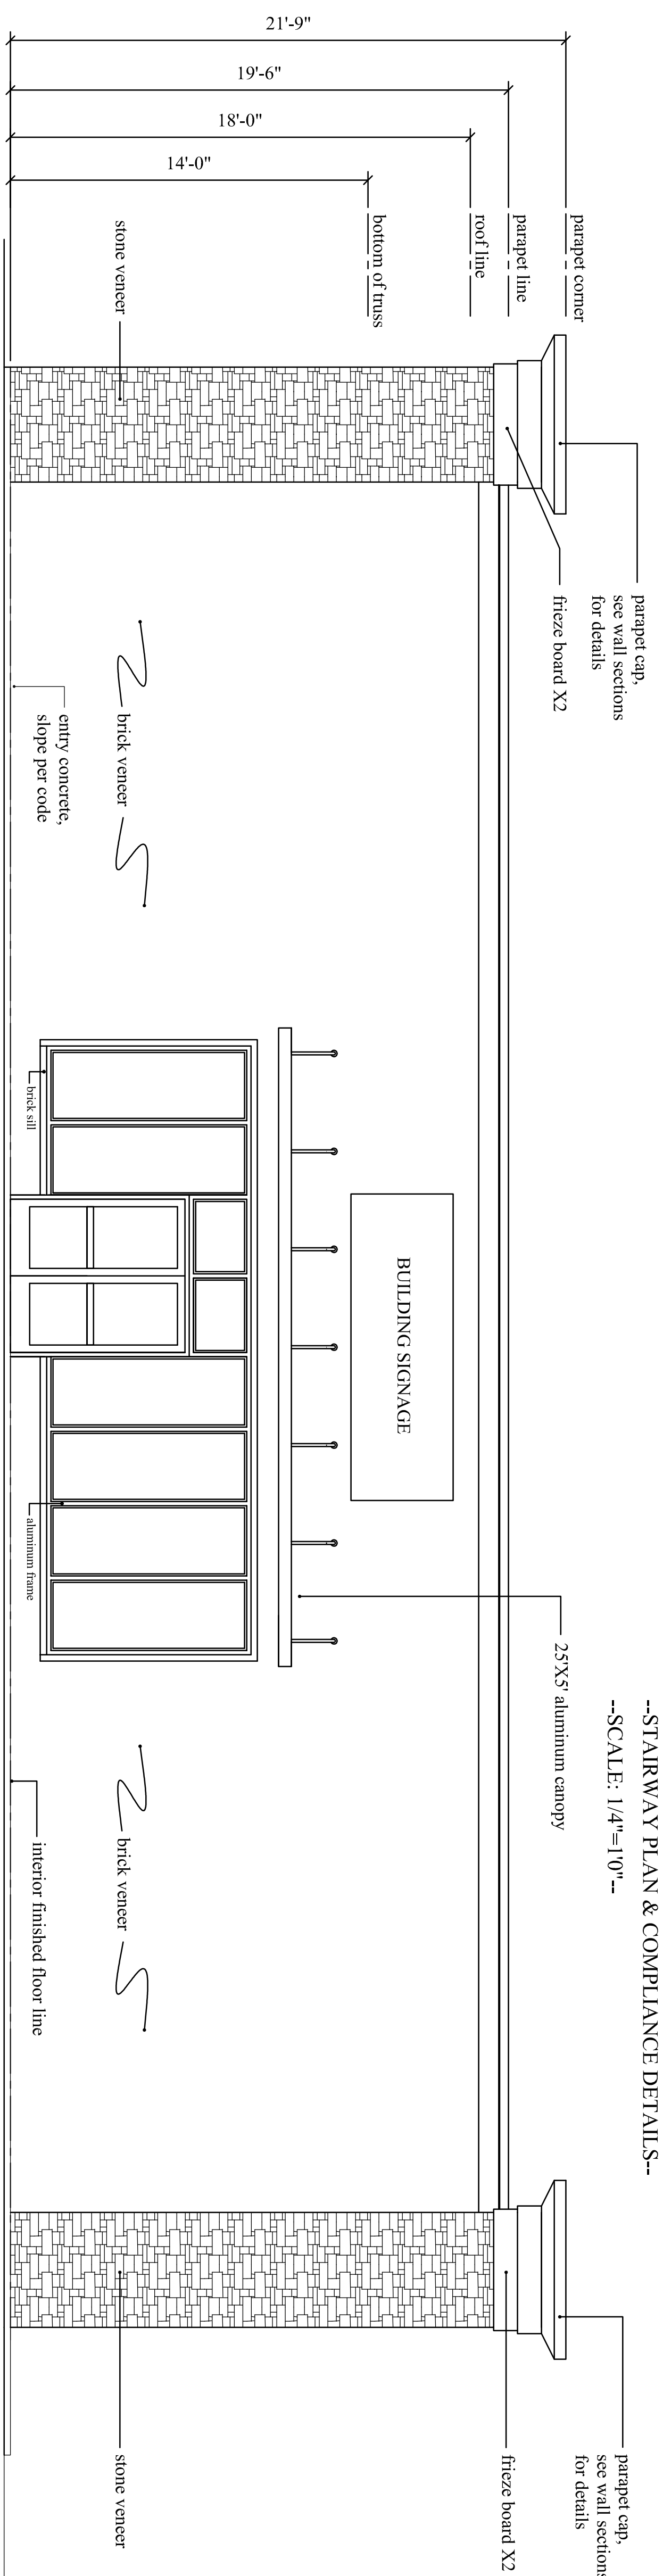 --STAIRWAY PLAN & COMPLIANCE DETAILS--
--SCALE: 1/4"=1'0"--
parapet cap,
see wall sections
for details
frieze board X2
25'X5' aluminum canopy
parapet cap,
see wall sections
for details
frieze board X2
21'-9"
19'-6"
18'-0"
14'-0"
parapet corner
parapet line
roof line
bottom of truss
BUILDING SIGNAGE
stone veneer
brick veneer
entry concrete,
slope per code
brick sill
aluminum frame
brick veneer
interior finished floor line
stone veneer